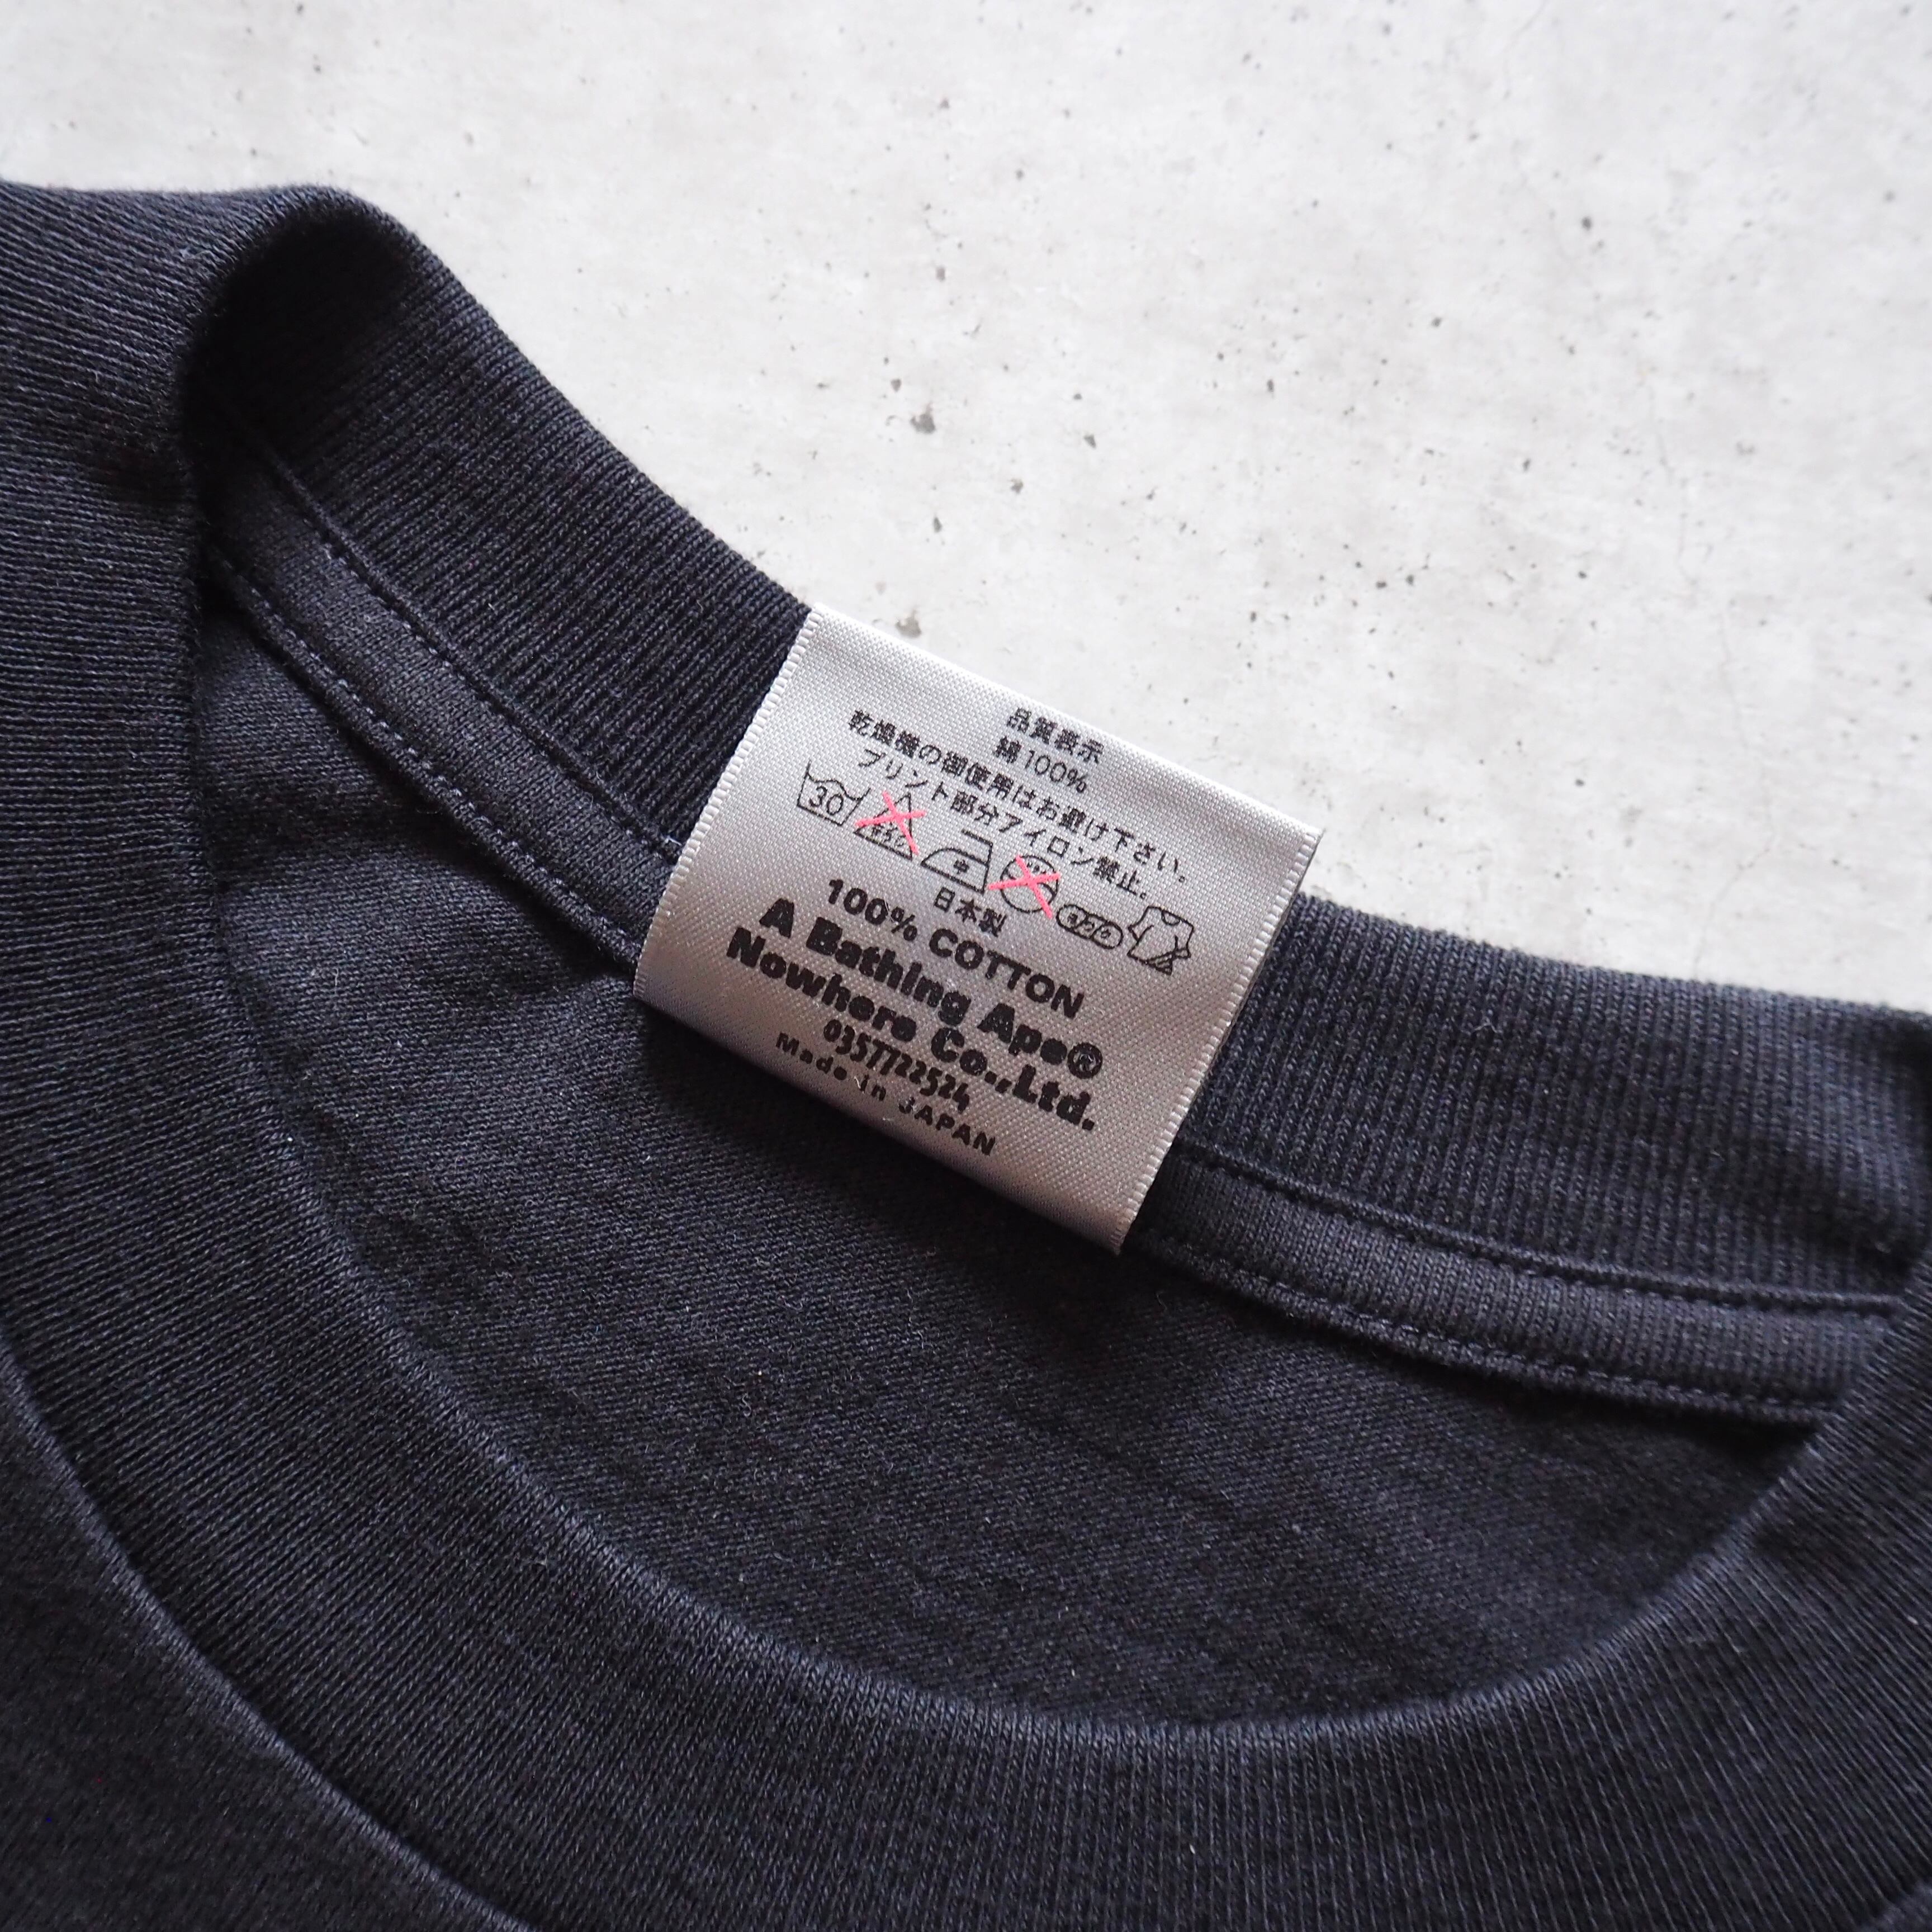 品質表示
綿100%
乾燥機の御使用はお避け下さい。
プリント部分アイロン禁止。
30 中
日本製
100% COTTON
A Bathing Ape®
Nowhere Co.,Ltd.
0357722524
Made in JAPAN